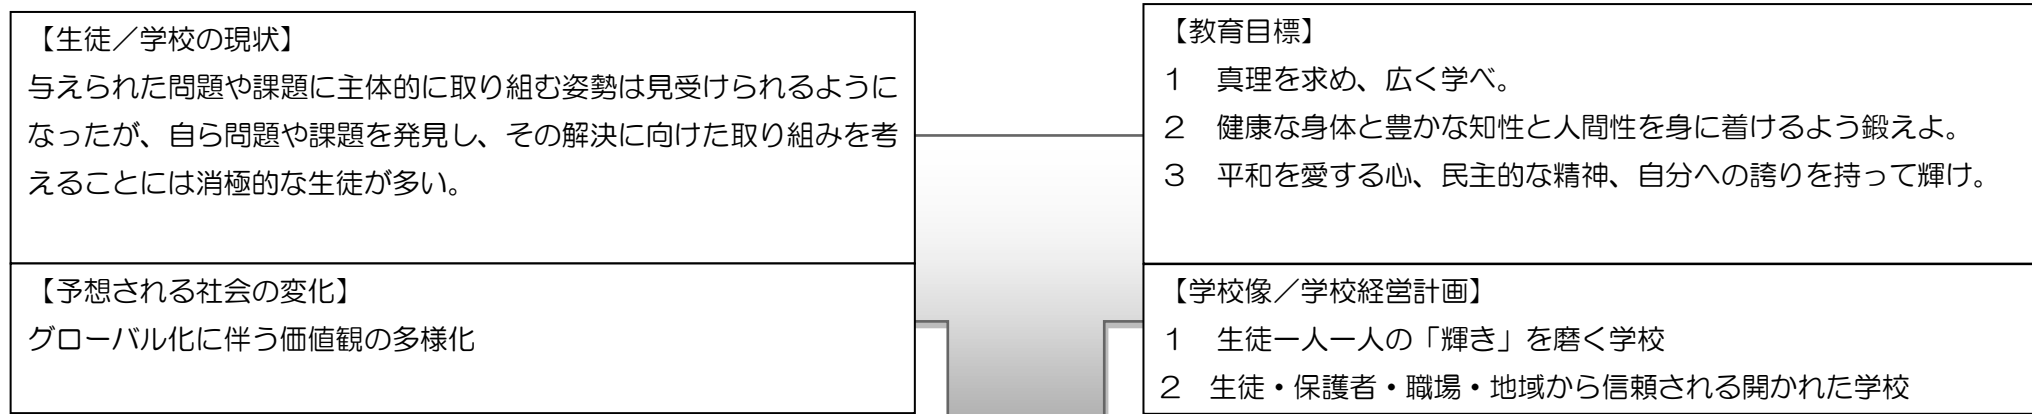 【生徒／学校の現状】
与えられた問題や課題に主体的に取り組む姿勢は見受けられるように
なったが、自ら問題や課題を発見し、その解決に向けた取り組みを考
えることには消極的な生徒が多い。
【予想される社会の変化】
グローバル化に伴う価値観の多様化
【教育目標】
１　真理を求め、広く学べ。
２　健康な身体と豊かな知性と人間性を身に着けるよう鍛えよ。
３　平和を愛する心、民主的な精神、自分への誇りを持って輝け。
【学校像／学校経営計画】
１　生徒一人一人の「輝き」を磨く学校
２　生徒・保護者・職場・地域から信頼される開かれた学校